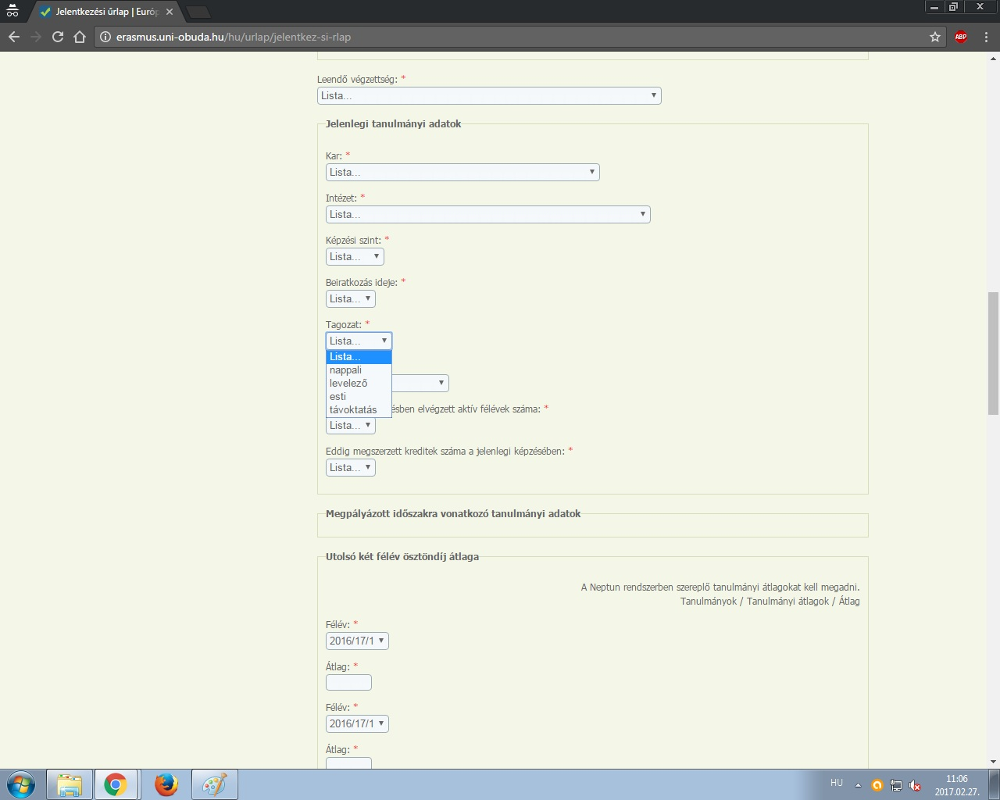 Jelentkezési űrlap | Európ
erasmus.uni-obuda.hu/hu/urlap/jelentkez-si-rlap
ABP
Leendő végzettség: *
Lista...
Jelenlegi tanulmányi adatok
Kar: *
Lista...
Intézet: *
Lista...
Képzési szint: *
Lista...
Beiratkozás ideje: *
Lista...
Tagozat: *
Lista...
Lista...
nappali
levelező
esti
távoktatás
ésben elvégzett aktív félévek száma: *
Lista...
Eddig megszerzett kreditek száma a jelenlegi képzésében: *
Lista...
Megpályázott időszakra vonatkozó tanulmányi adatok
Utolsó két félév ösztöndíj átlaga
A Neptun rendszerben szereplő tanulmányi átlagokat kell megadni.
Tanulmányok / Tanulmányi átlagok / Átlag
Félév: *
2016/17/1
Átlag: *
Félév: *
2016/17/1
Átlag: *
HU
11:06
2017.02.27.